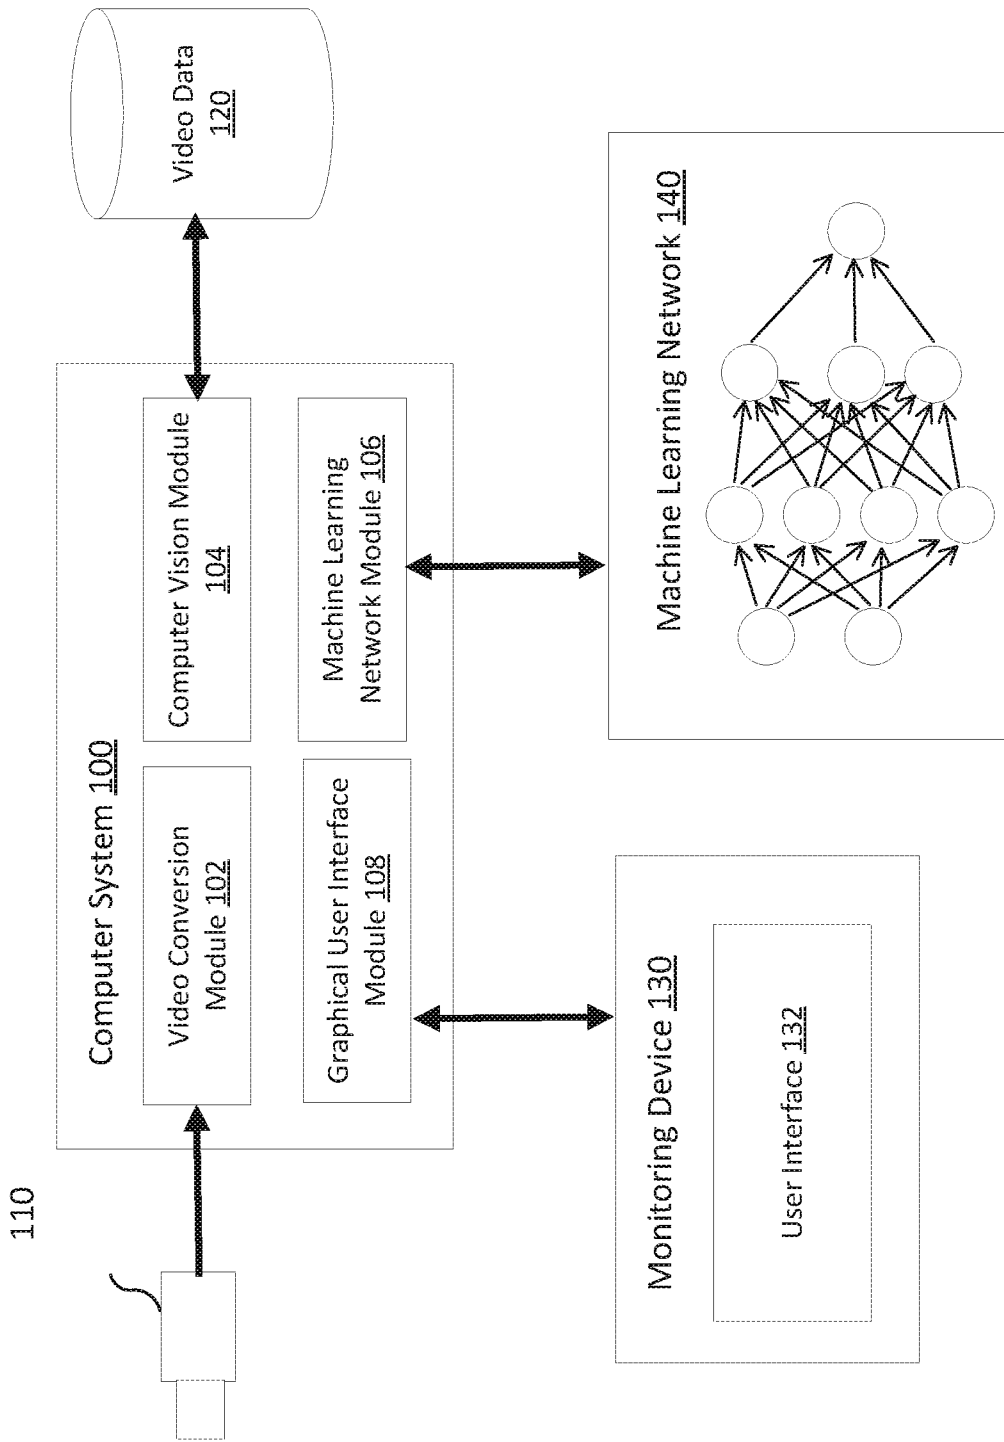 110
Computer System 100
Video Conversion
Module 102
Computer Vision Module
104
Graphical User Interface
Module 108
Machine Learning
Network Module 106
Video Data
120
Monitoring Device 130
User Interface 132
Machine Learning Network 140